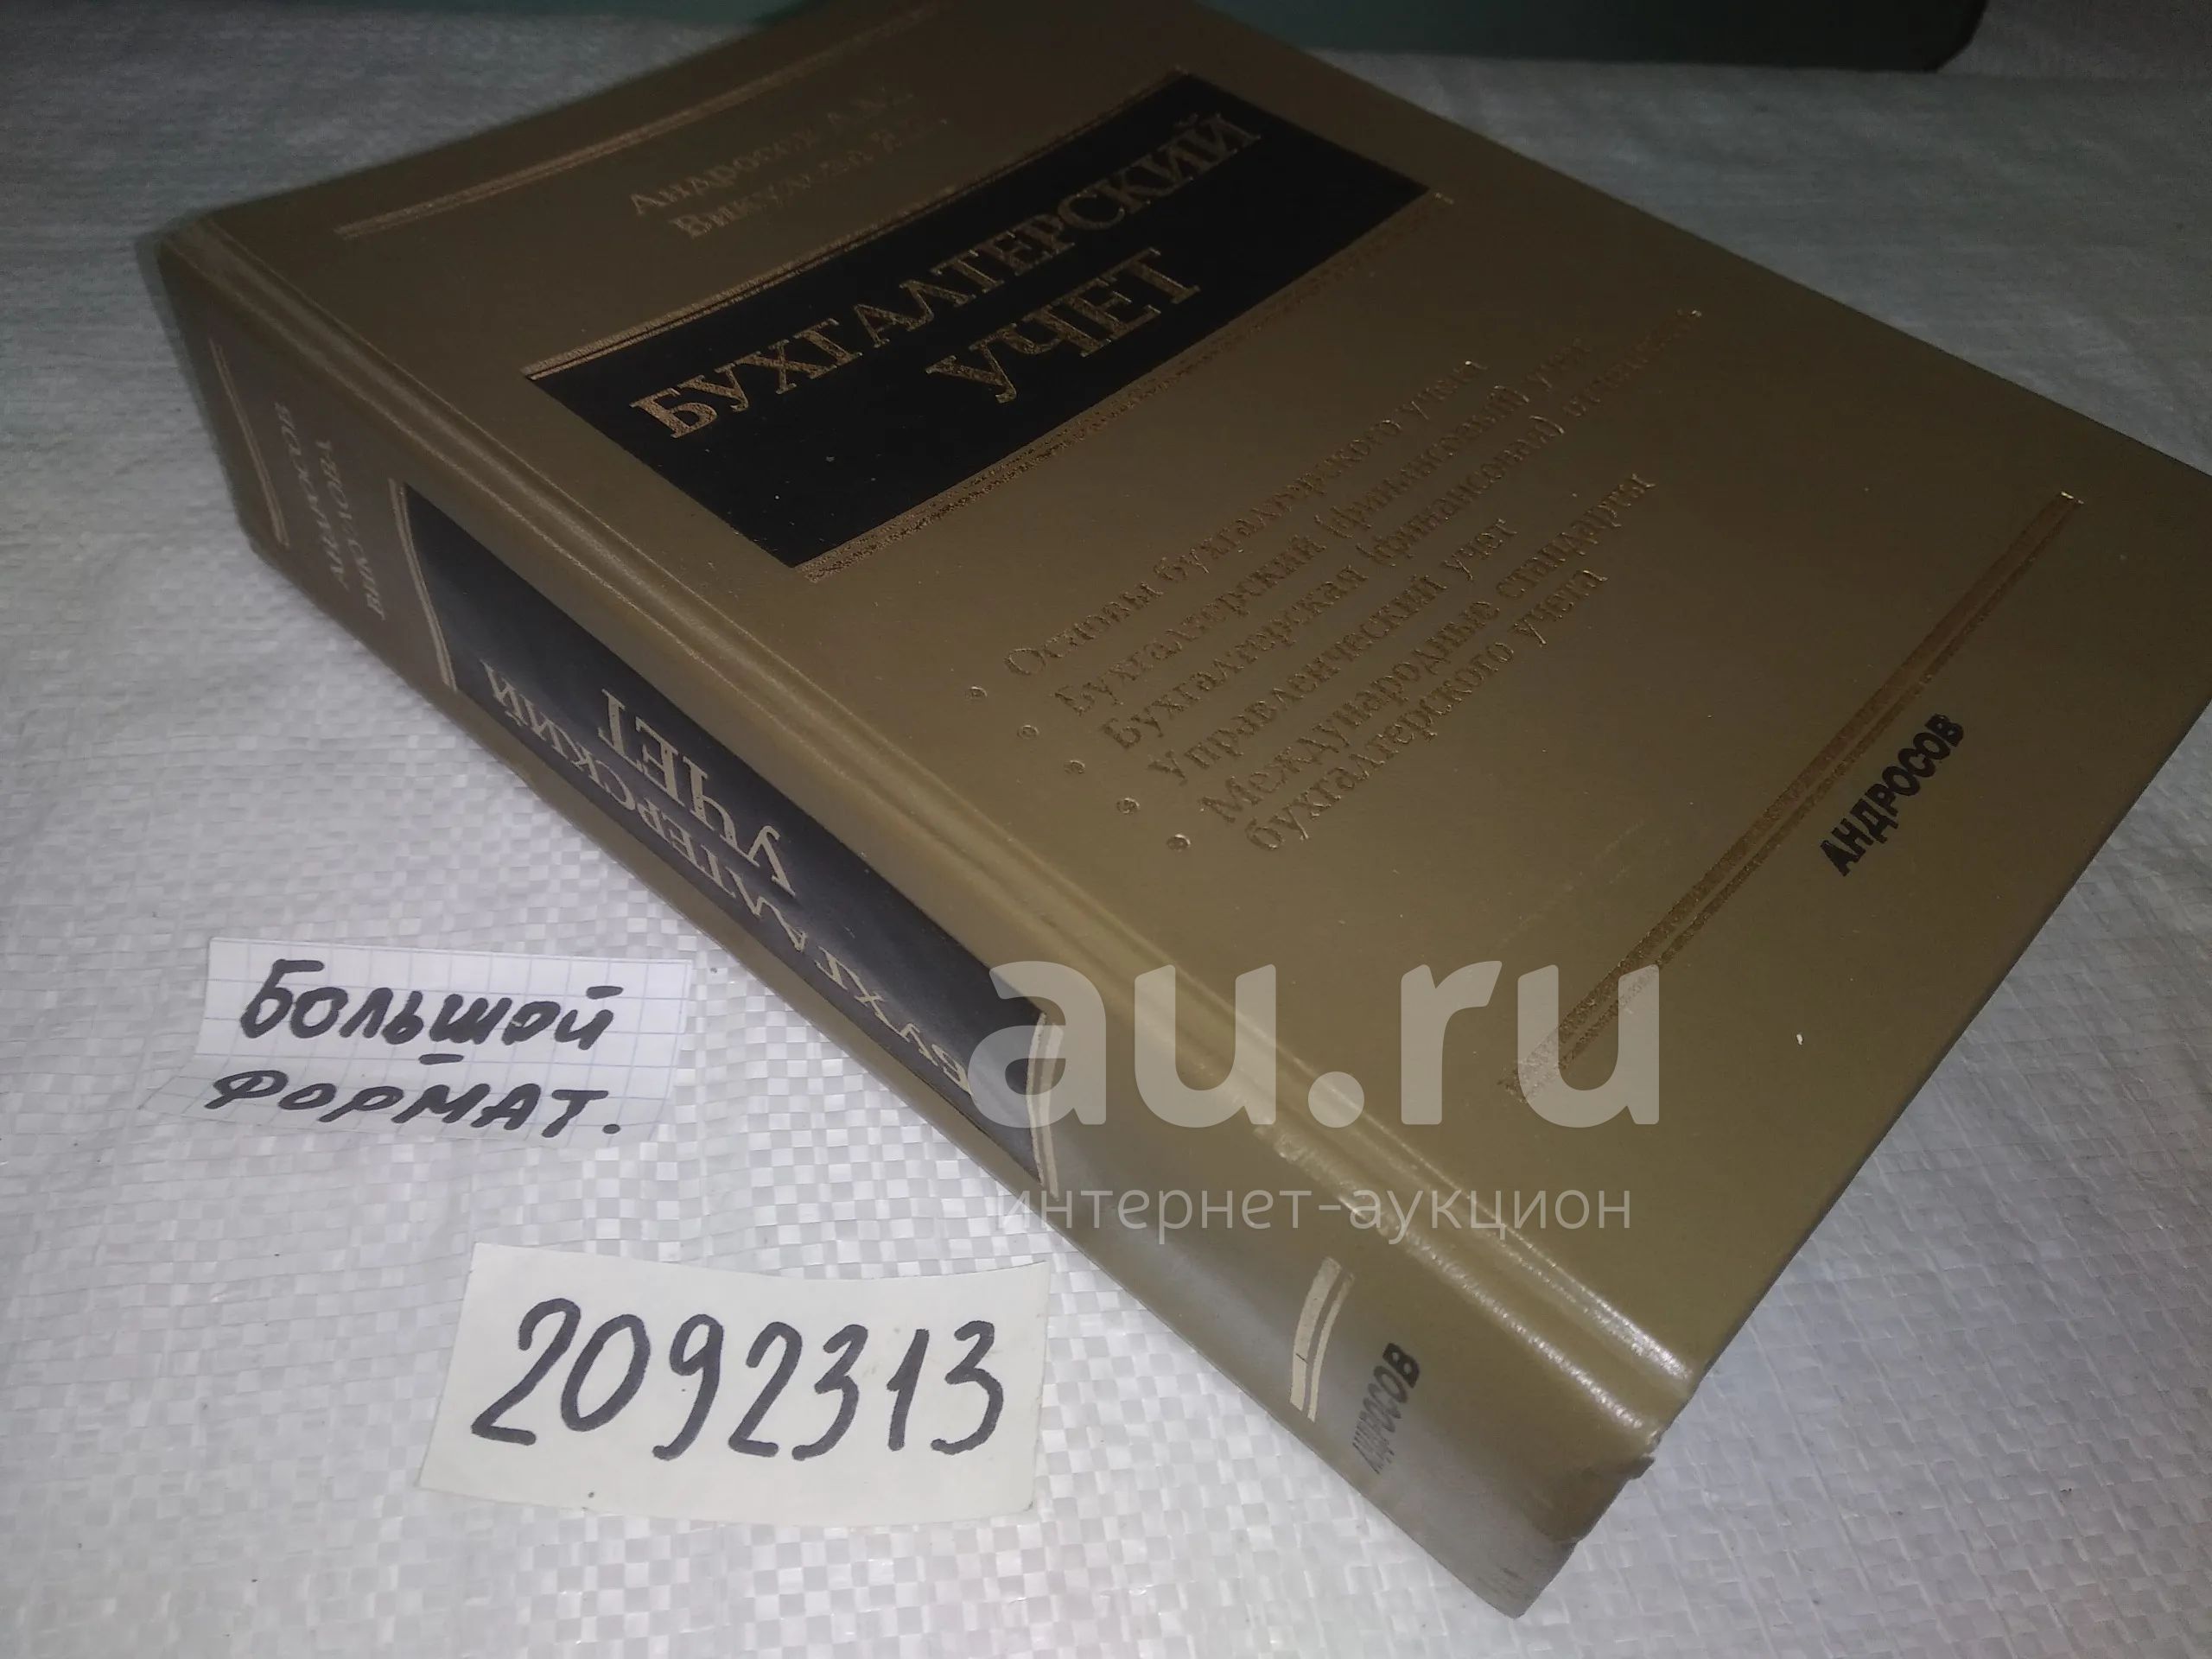 Андросов А.М.
Викулова Е.В.
БУХГАЛТЕРСКИЙ
УЧЕТ
• Основы бухгалтерского учета
• Бухгалтерский (финансовый) учет
• Бухгалтерская (финансовая) отчетность
• Управленческий учет
• Международные стандарты
бухгалтерского учета
АНДРОСОВ
АНДРОСОВ
ВИКУЛОВА
БУХГАЛТЕРСКИЙ
УЧЕТ
АНДРОСОВ
БОЛЬШОЙ
ФОРМАТ.
2092313
au.ru
интернет-аукцион